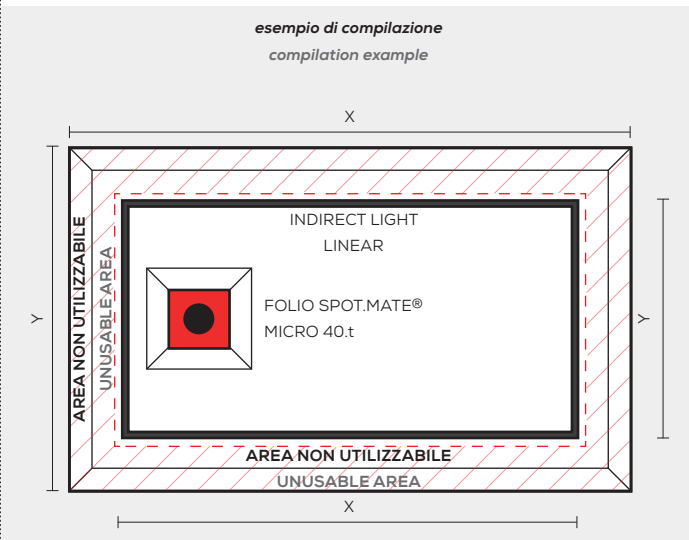 esempio di compilazione
compilation example
X
Y
AREA NON UTILIZZABILE
UNUSABLE AREA
INDIRECT LIGHT
LINEAR
FOLIO SPOT.MATE®
MICRO 40.t
Y
AREA NON UTILIZZABILE
UNUSABLE AREA
X